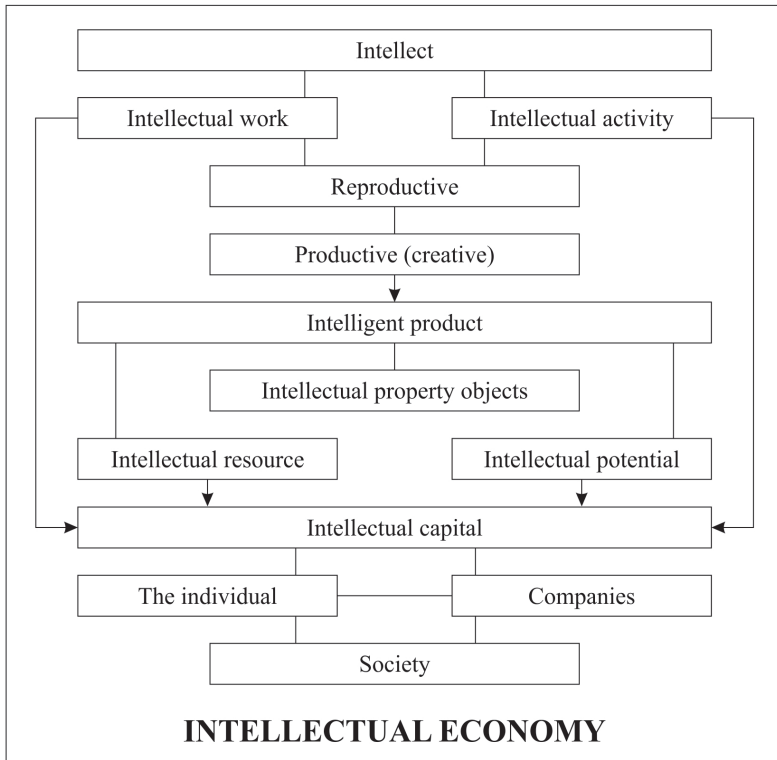 Intellect
Intellectual work
Intellectual activity
Reproductive
Productive (creative)
Intelligent product
Intellectual property objects
Intellectual resource
Intellectual potential
Intellectual capital
The individual
Companies
Society
INTELLECTUAL ECONOMY